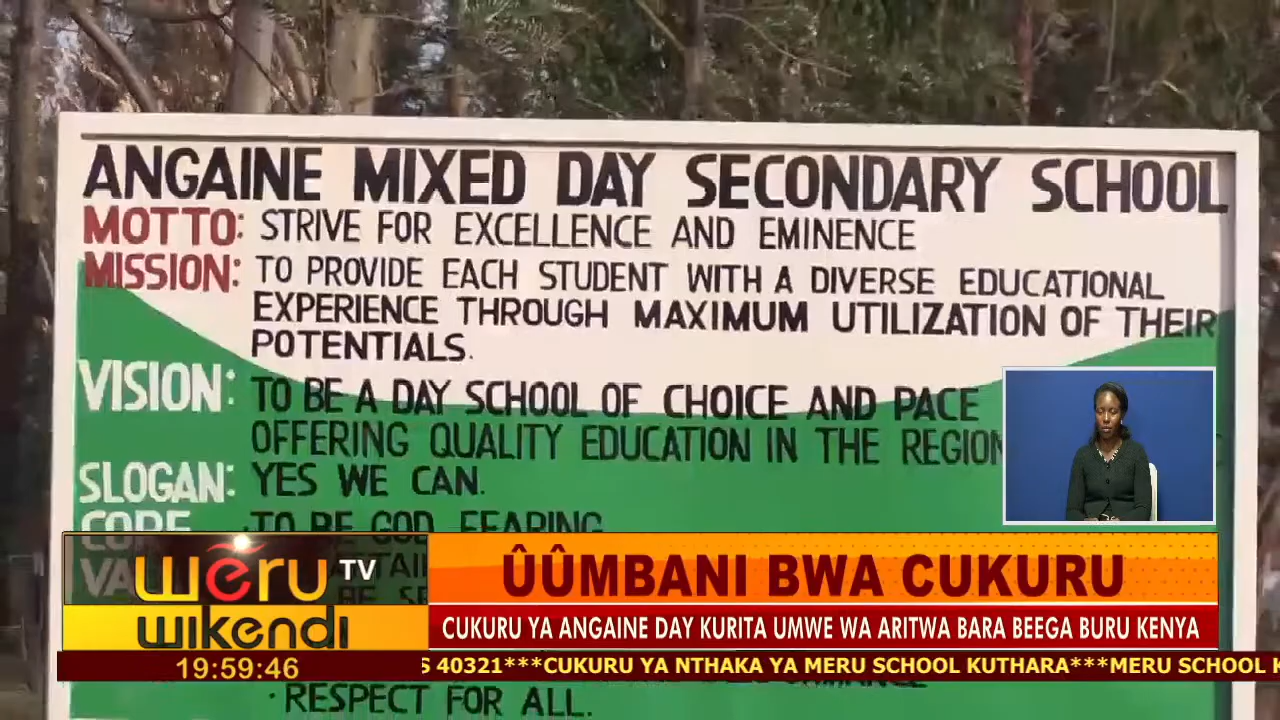 ANGAINE MIXED DAY SECONDARY SCHOOL
MOTTO: STRIVE FOR EXCELLENCE AND EMINENCE
MISSION: TO PROVIDE EACH STUDENT WITH A DIVERSE EDUCATIONAL
EXPERIENCE THROUGH MAXIMUM UTILIZATION OF THEIR
POTENTIALS.
VISION: TO BE A DAY SCHOOL OF CHOICE AND PACE
OFFERING QUALITY EDUCATION IN THE REGION
SLOGAN: YES WE CAN.
CORE · TO BE GOD FEARING
· RESPECT FOR ALL.
wëru TV
wikendi
ÛÛMBANI BWA CUKURU
CUKURU YA ANGAINE DAY KURITA UMWE WA ARITWA BARA BEEGA BURU KENYA
19:59:46
40321***CUKURU YA NTHAKA YA MERU SCHOOL KUTHARA***MERU SCHOOL